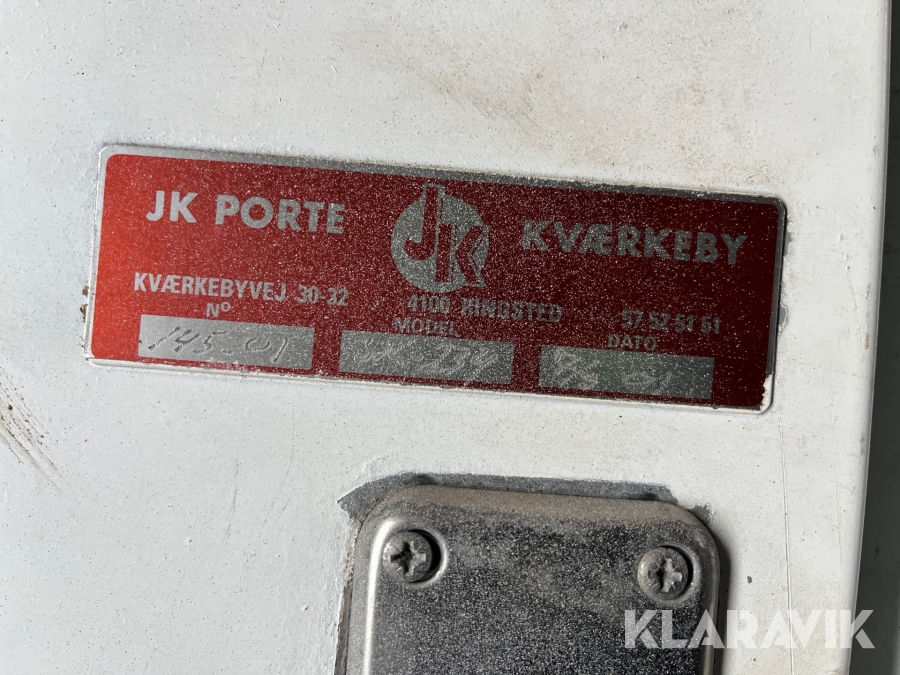 JK PORTE JK KVÆRKEBY
KVÆRKEBYVEJ 30-32 4100 RINGSTED 57 52 51 51
Nº MODEL DATO
145-01
KLARAVIK